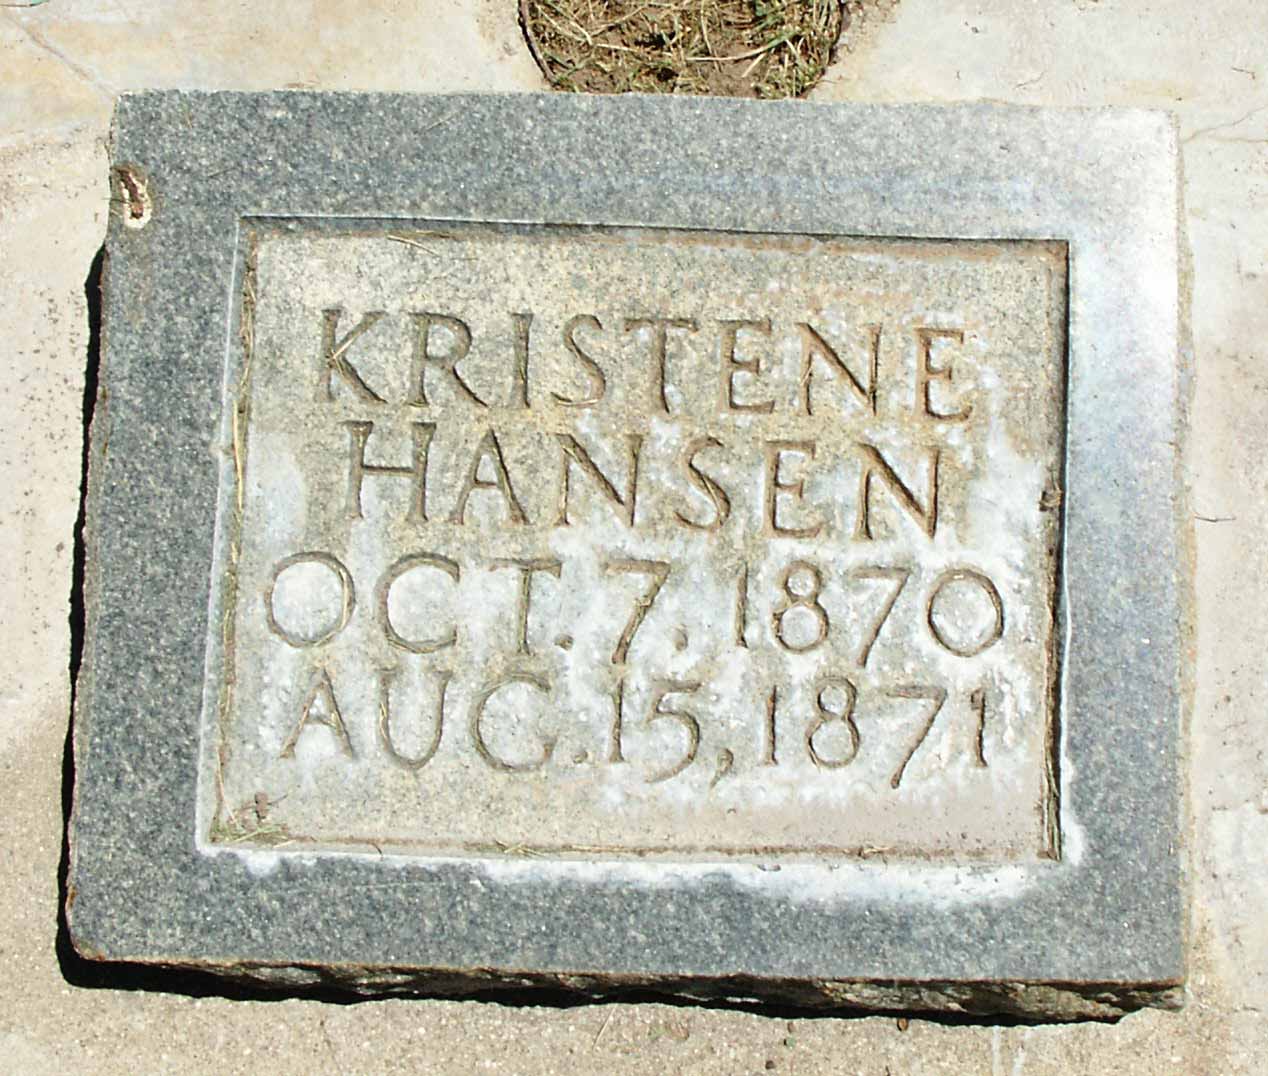 KRISTENE
HANSEN
OCT. 7. 1870
AUG. 15, 1871